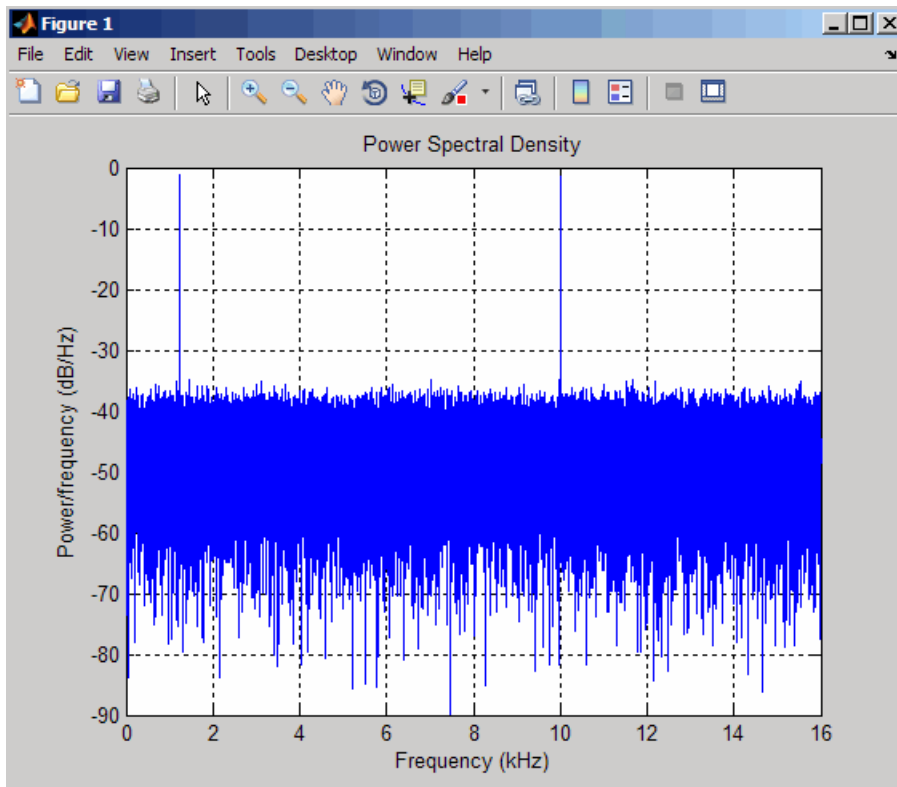 Figure 1
File Edit View Insert Tools Desktop Window Help
Power Spectral Density
0
-10
-20
-30
-40
-50
-60
-70
-80
-90
Power/frequency (dB/Hz)
0 2 4 6 8 10 12 14 16
Frequency (kHz)